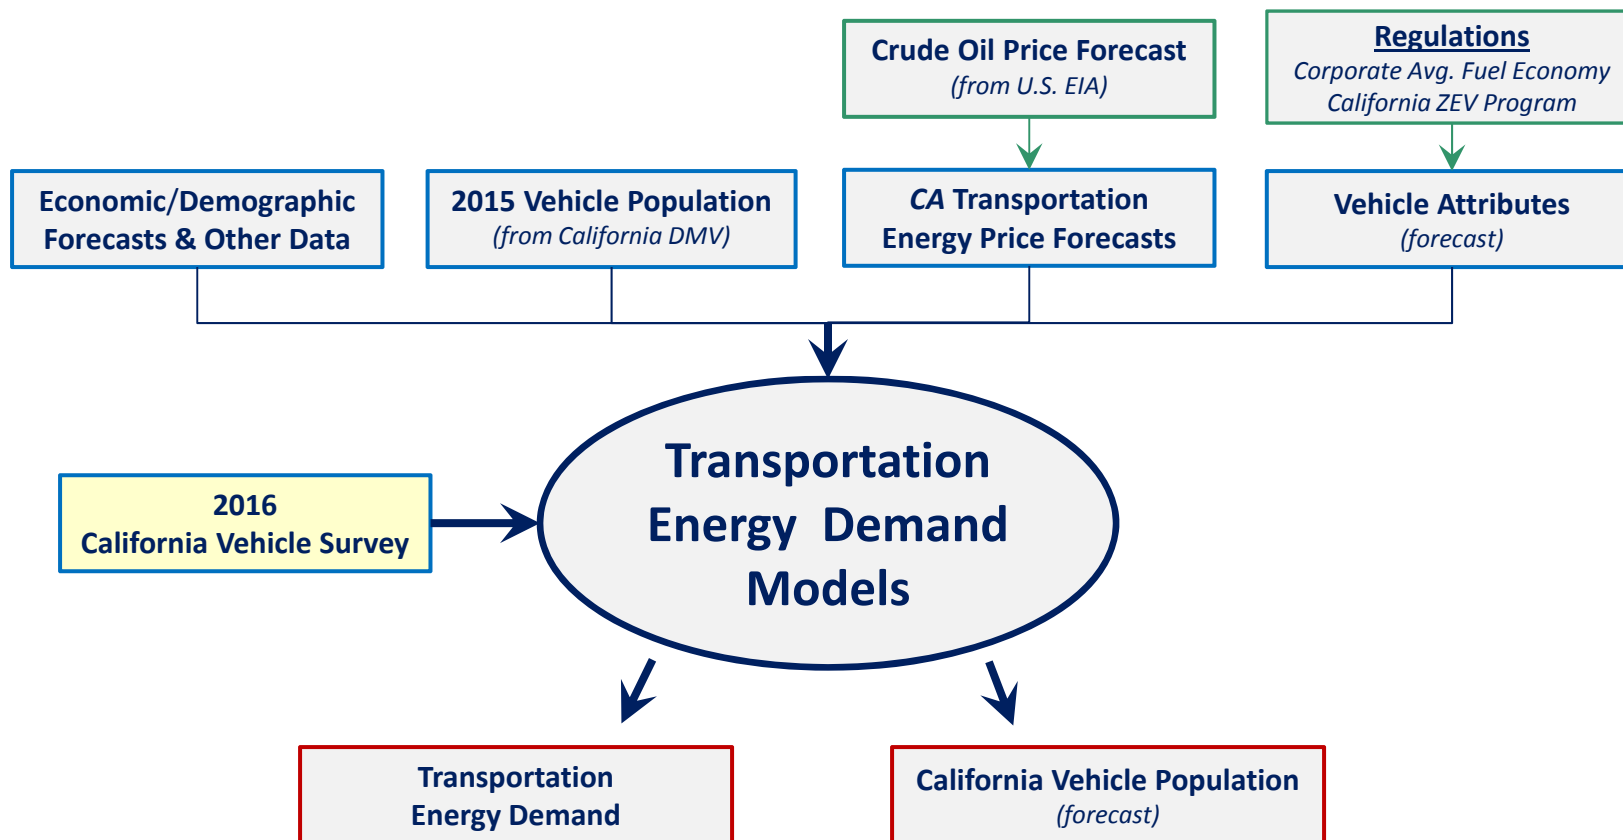 Crude Oil Price Forecast
(from U.S. EIA)
Regulations
Corporate Avg. Fuel Economy
California ZEV Program
Economic/Demographic
Forecasts & Other Data
2015 Vehicle Population
(from California DMV)
CA Transportation
Energy Price Forecasts
Vehicle Attributes
(forecast)
2016
California Vehicle Survey
Transportation
Energy Demand
Models
Transportation
Energy Demand
California Vehicle Population
(forecast)